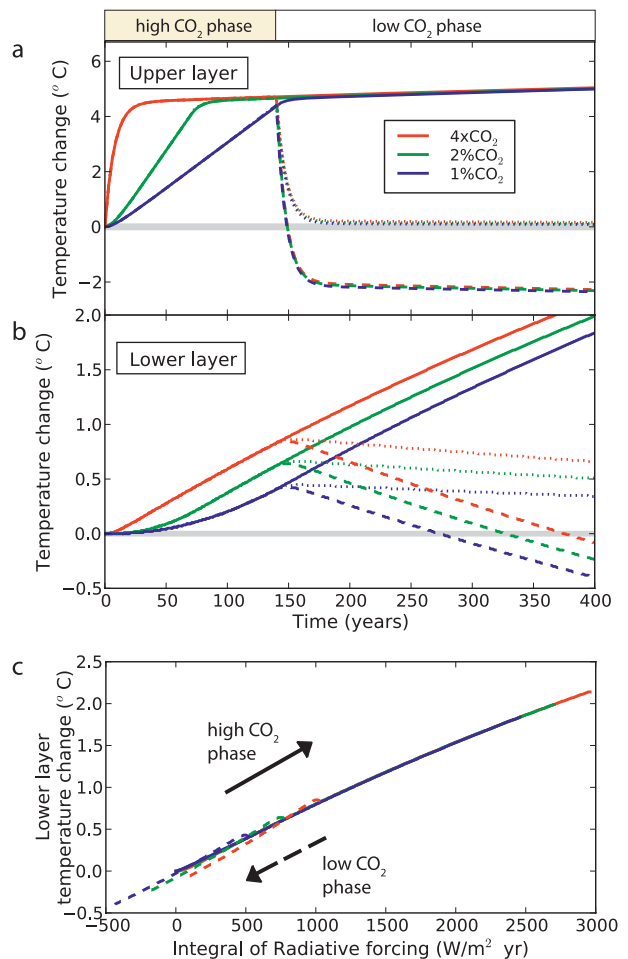 high CO₂ phase
low CO₂ phase
a
Upper layer
Temperature change (° C)
6
4
2
0
−2
4xCO₂
2%CO₂
1%CO₂
b
Lower layer
Temperature change (° C)
2.0
1.5
1.0
0.5
0.0
−0.5
0 50 100 150 200 250 300 350 400
Time (years)
c
Lower layer
temperature change (° C)
2.5
2.0
1.5
1.0
0.5
0.0
−0.5
high CO₂
phase
low CO₂
phase
−500 0 500 1000 1500 2000 2500 3000
Integral of Radiative forcing (W/m² yr)